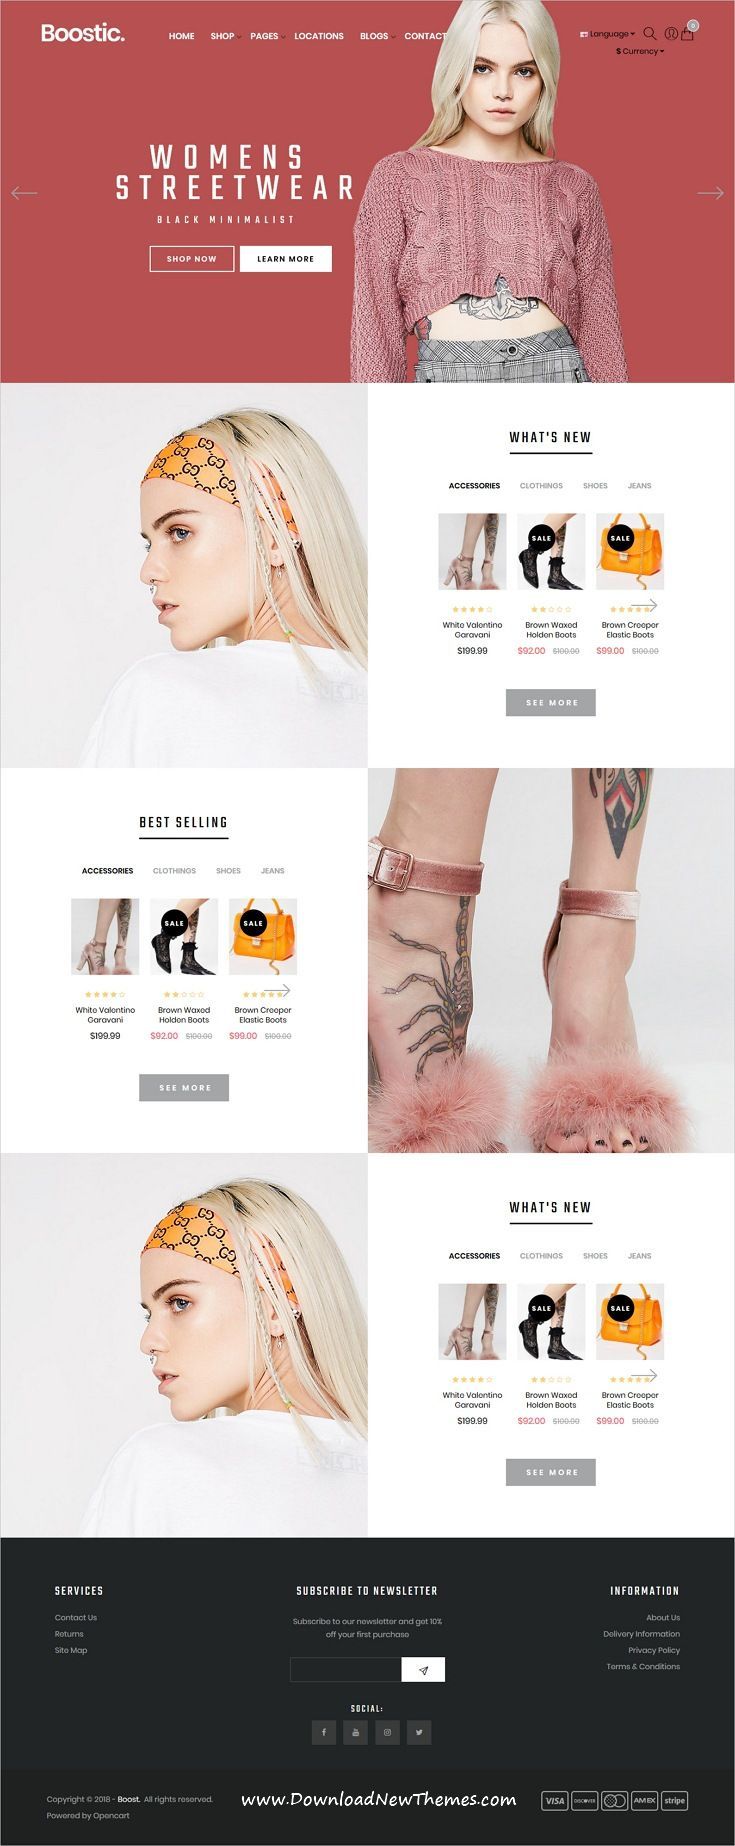 Boostic.
HOME SHOP PAGES LOCATIONS BLOGS CONTACT
Language
0
$ Currency
WOMENS
STREETWEAR
BLACK MINIMALIST
SHOP NOW LEARN MORE
WHAT'S NEW
ACCESSORIES CLOTHINGS SHOES JEANS
SALE SALE
White Valentino Garavani
$199.99
Brown Waxed Holden Boots
$92.00 $100.00
Brown Creeper Elastic Boots
$99.00 $100.00
SEE MORE
BEST SELLING
ACCESSORIES CLOTHINGS SHOES JEANS
SALE SALE
White Valentino Garavani
$199.99
Brown Waxed Holden Boots
$92.00 $100.00
Brown Creeper Elastic Boots
$99.00 $100.00
SEE MORE
WHAT'S NEW
ACCESSORIES CLOTHINGS SHOES JEANS
SALE SALE
White Valentino Garavani
$199.99
Brown Waxed Holden Boots
$92.00 $100.00
Brown Creeper Elastic Boots
$99.00 $100.00
SEE MORE
SERVICES
Contact Us
Returns
Site Map
SUBSCRIBE TO NEWSLETTER
Subscribe to our newsletter and get 10%
off your first purchase
SOCIAL:
INFORMATION
About Us
Delivery Information
Privacy Policy
Terms & Conditions
Copyright © 2018 - Boost. All rights reserved.
Powered by Opencart
www.DownloadNewThemes.com
VISA DISCOVER AMEX stripe